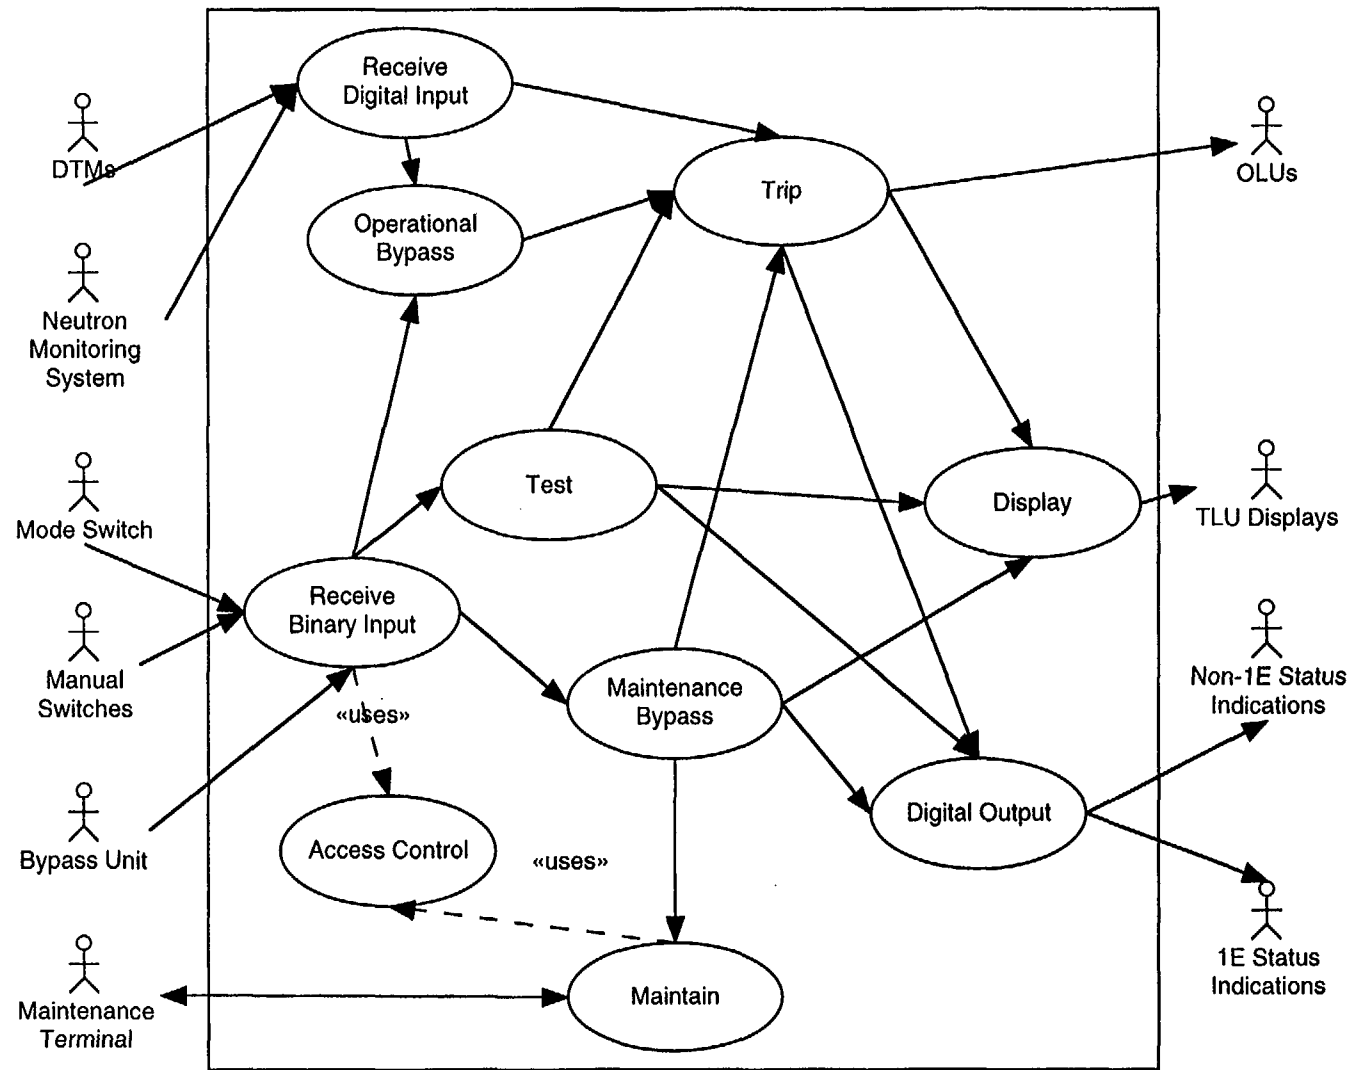 Receive
Digital Input
DTMs
OLUs
Trip
Operational
Bypass
Neutron
Monitoring
System
Mode Switch
Test
Display
TLU Displays
Receive
Binary Input
Manual
Switches
Maintenance
Bypass
Non-1E Status
Indications
«uses»
Bypass Unit
Access Control
«uses»
Digital Output
1E Status
Indications
Maintenance
Terminal
Maintain